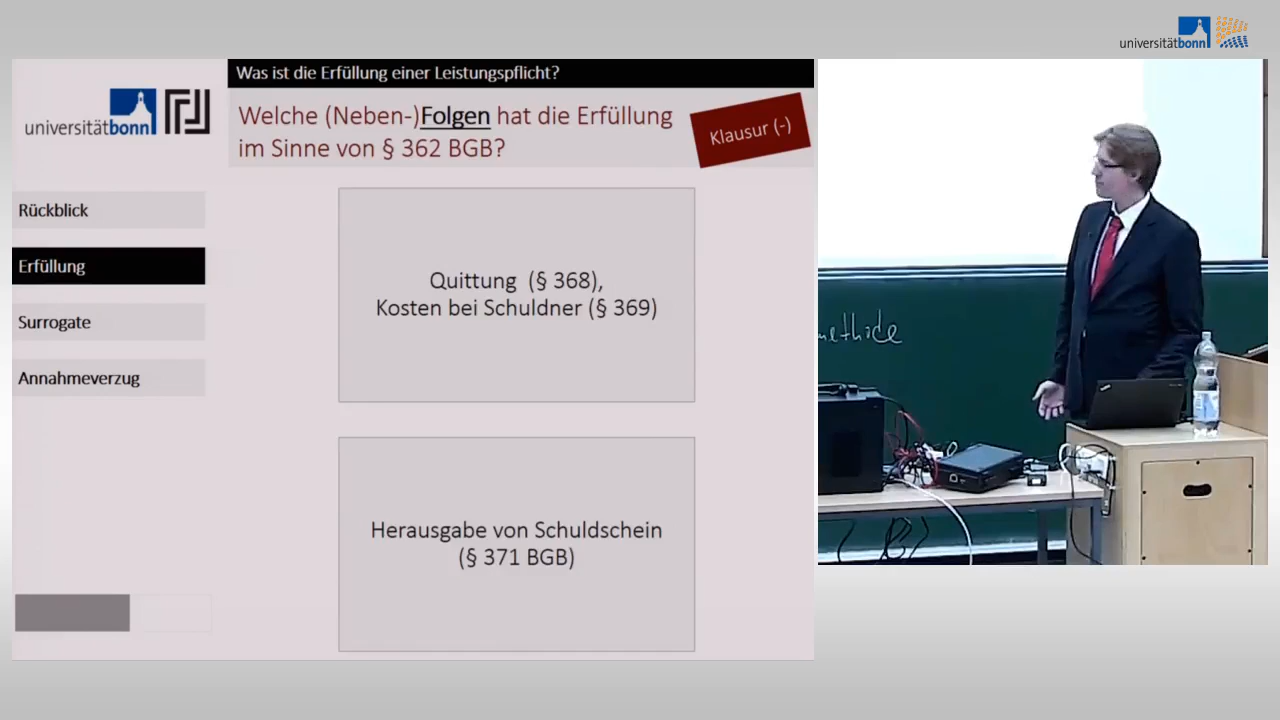 universitätbonn
Was ist die Erfüllung einer Leistungspflicht?
universitätbonn
Welche (Neben-)Folgen hat die Erfüllung
im Sinne von § 362 BGB?
Klausur (-)
Rückblick
Erfüllung
Surrogate
Annahmeverzug
Quittung (§ 368),
Kosten bei Schuldner (§ 369)
Herausgabe von Schuldschein
(§ 371 BGB)
methode